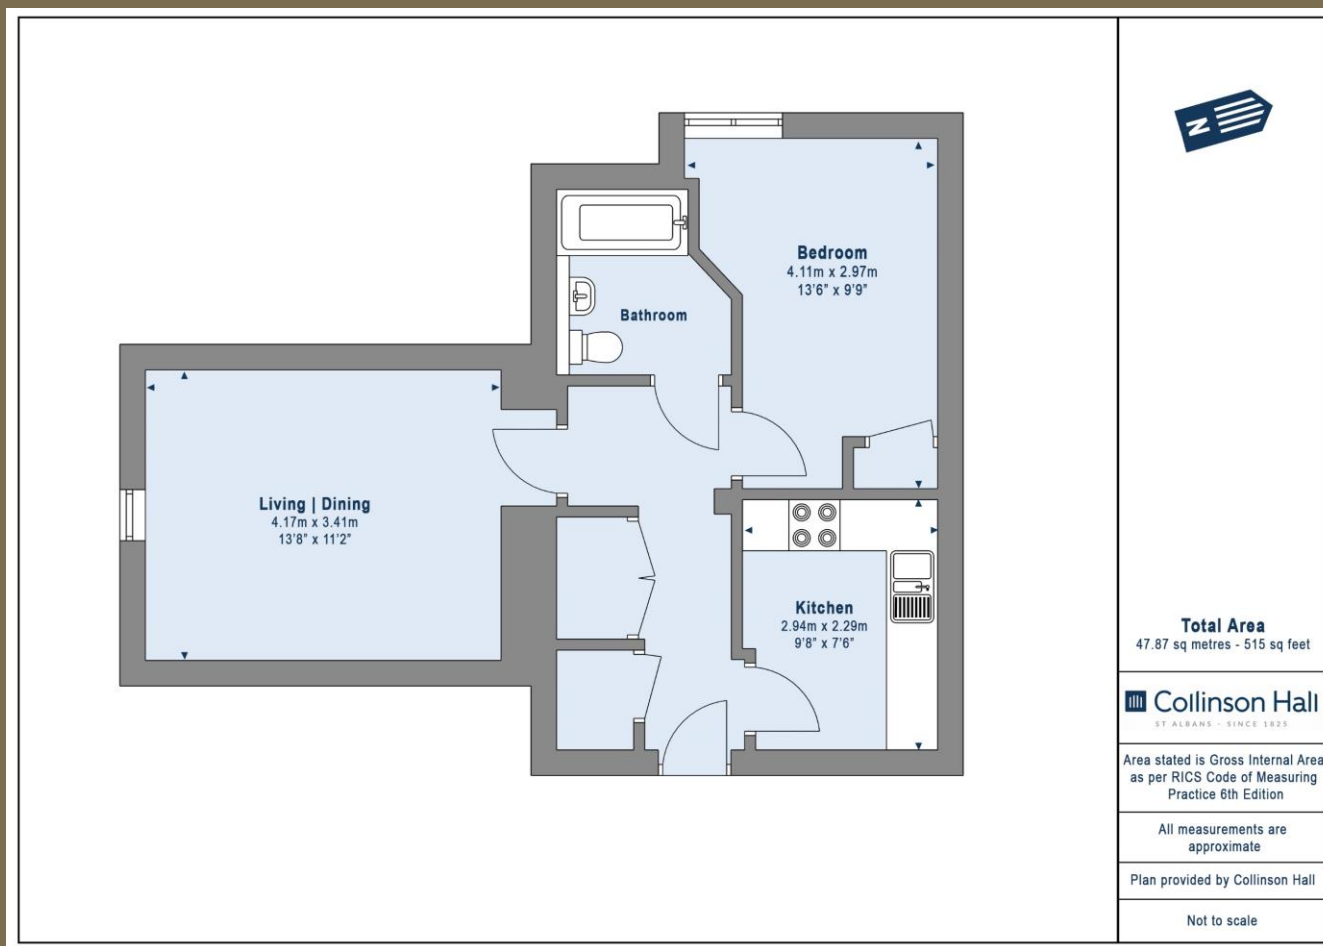 N
Bedroom
4.11m x 2.97m
13'6” x 9'9”
Bathroom
Living | Dining
4.17m x 3.41m
13'8” x 11'2”
Kitchen
2.94m x 2.29m
9'8” x 7'6”
Total Area
47.87 sq metres - 515 sq feet
Collinson Hall
ST ALBANS - SINCE 1825
Area stated is Gross Internal Area
as per RICS Code of Measuring
Practice 6th Edition
All measurements are
approximate
Plan provided by Collinson Hall
Not to scale